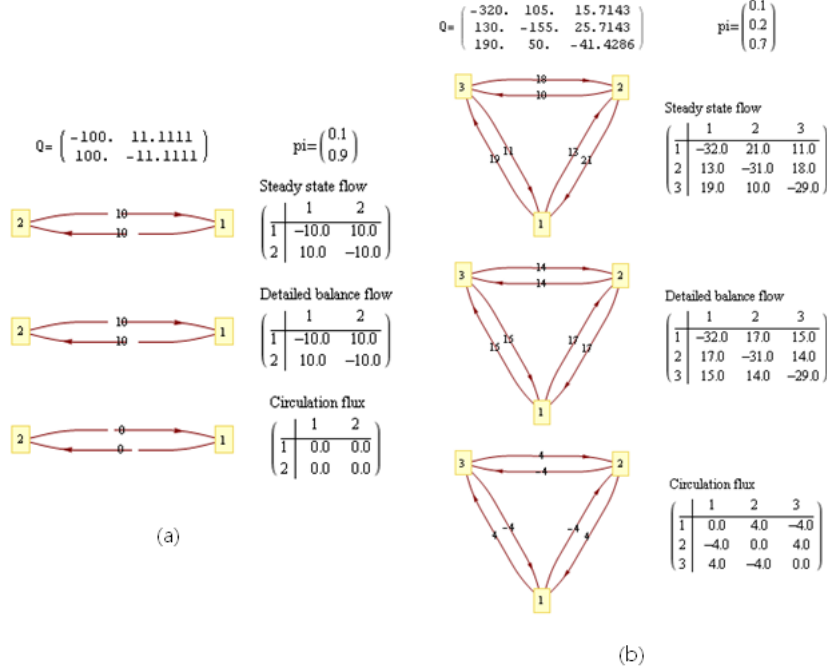 Q= ( -100. 11.1111
100. -11.1111 )
pi= ( 0.1
0.9 )
Steady state flow
2 10 1
10
1 2
1 -10.0 10.0
2 10.0 -10.0
Detailed balance flow
2 10 1
10
1 2
1 -10.0 10.0
2 10.0 -10.0
Circulation flux
2 -0 1
0
1 2
1 0.0 0.0
2 0.0 0.0
(a)
Q= ( -320. 105. 15.7143
130. -155. 25.7143
190. 50. -41.4286 )
pi= ( 0.1
0.2
0.7 )
3 18 2
10
11 13
19 21
1
Steady state flow
1 2 3
1 -32.0 21.0 11.0
2 13.0 -31.0 18.0
3 19.0 10.0 -29.0
3 14 2
14
15 17
15 17
1
Detailed balance flow
1 2 3
1 -32.0 17.0 15.0
2 17.0 -31.0 14.0
3 15.0 14.0 -29.0
3 4 2
-4
-4 -4
4 4
1
Circulation flux
1 2 3
1 0.0 4.0 -4.0
2 -4.0 0.0 4.0
3 4.0 -4.0 0.0
(b)